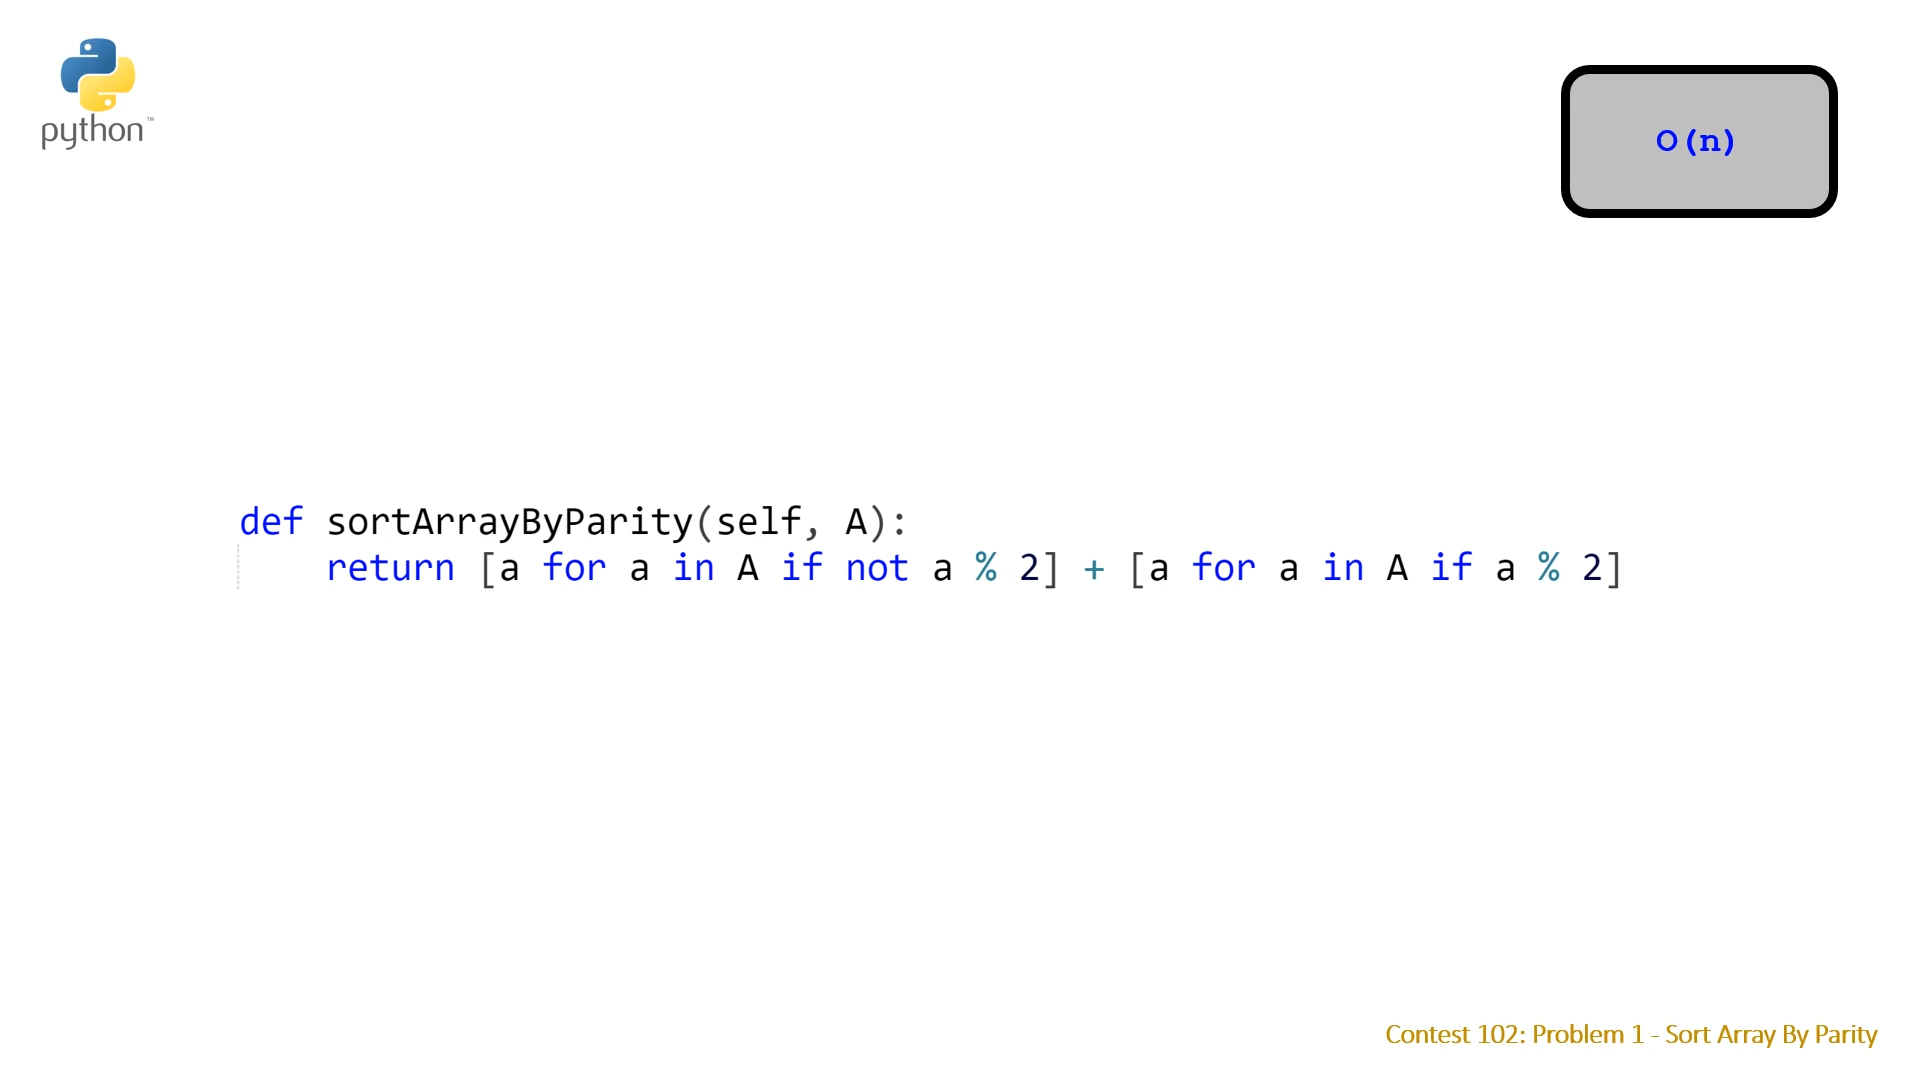 python™
O(n)
def sortArrayByParity(self, A):
    return [a for a in A if not a % 2] + [a for a in A if a % 2]
Contest 102: Problem 1 - Sort Array By Parity